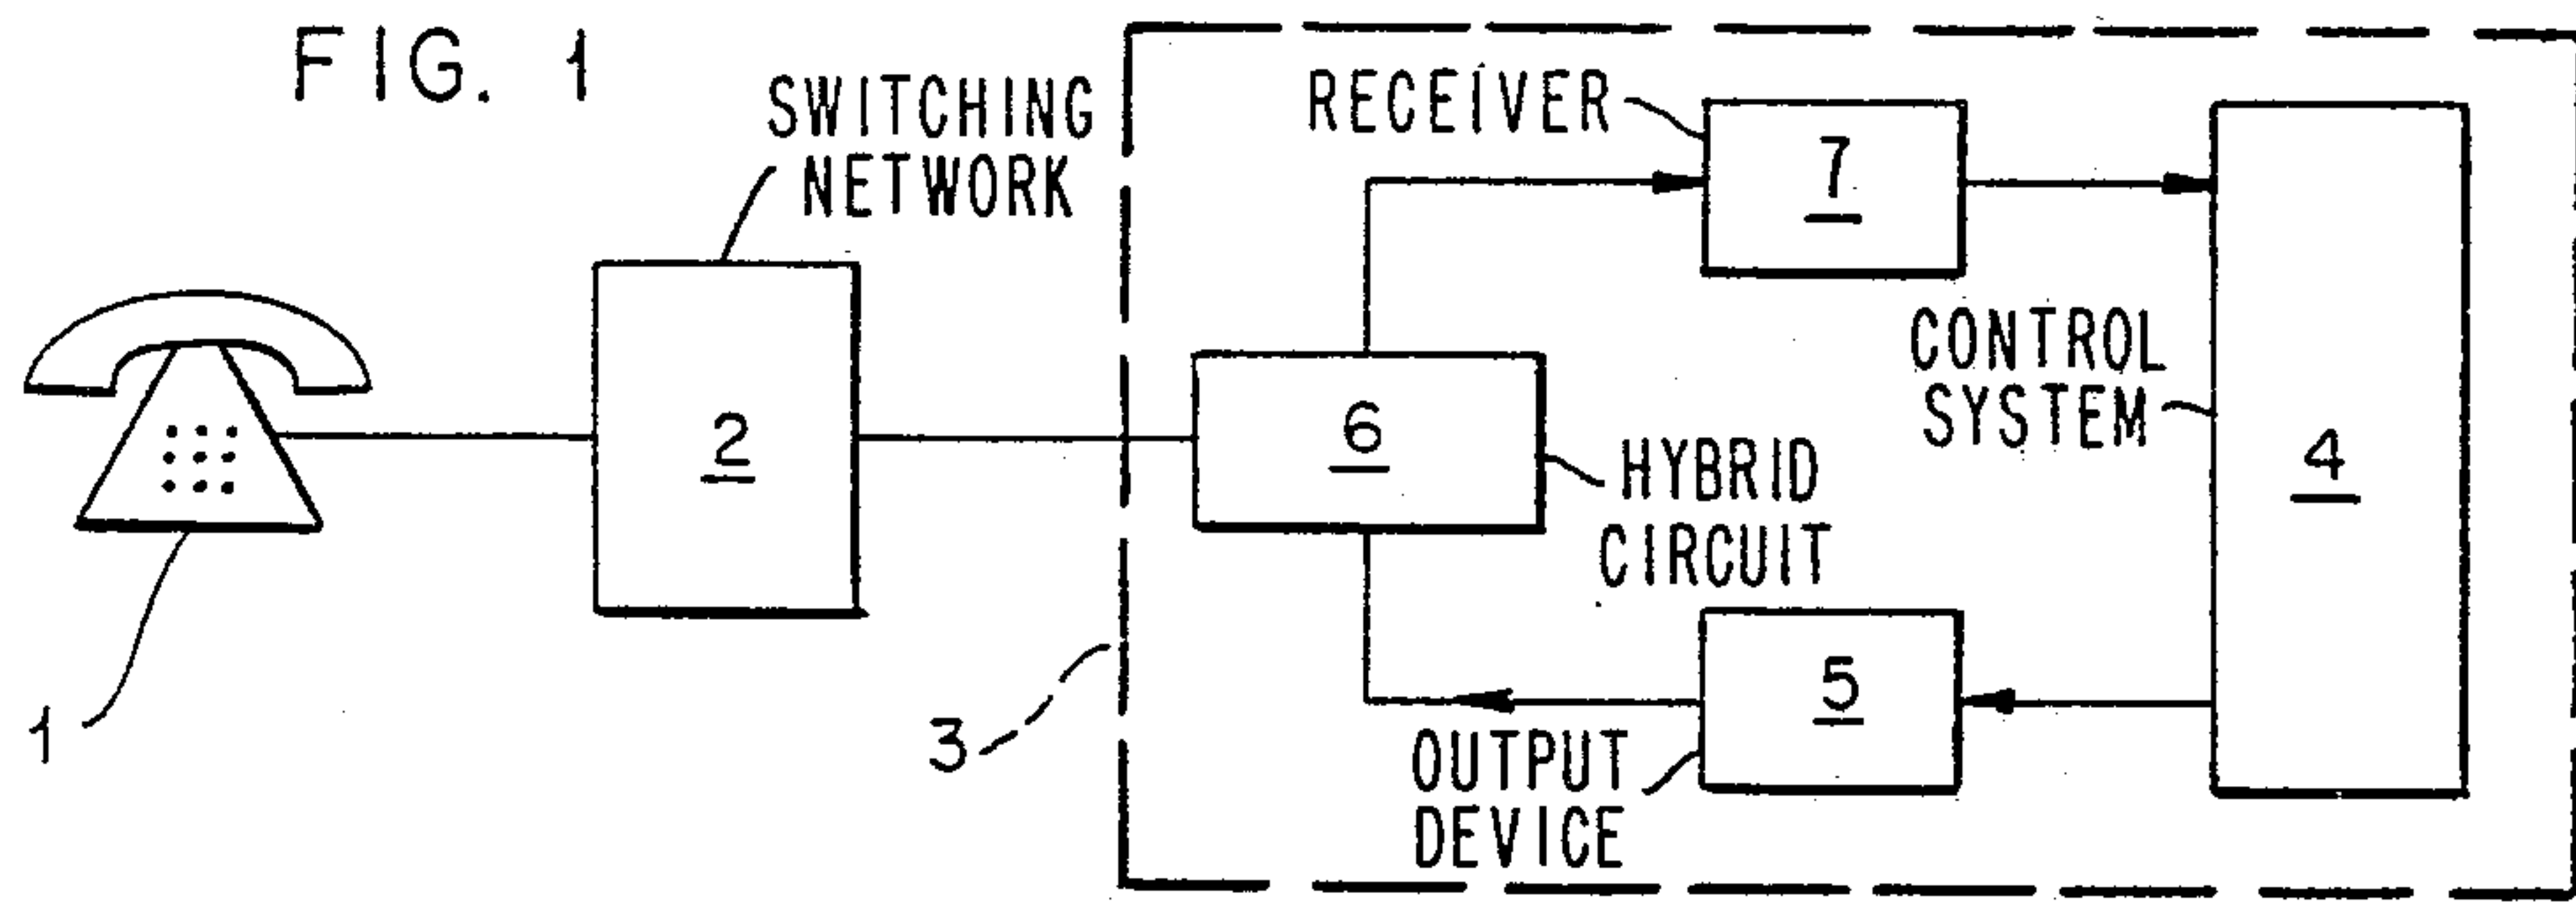 FIG. 1
SWITCHING
NETWORK
RECEIVER
7
CONTROL
SYSTEM
4
2
6
HYBRID
CIRCUIT
5
OUTPUT
DEVICE
1
3